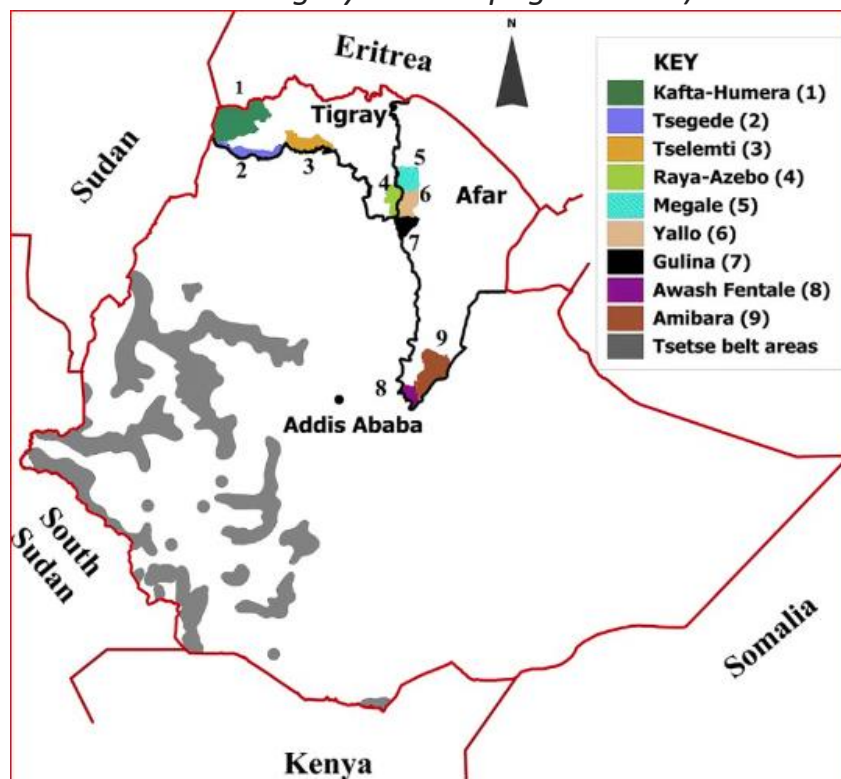 Eritrea
N
KEY
Kafta-Humera (1)
Tsegede (2)
Tselemti (3)
Raya-Azebo (4)
Megale (5)
Yallo (6)
Gulina (7)
Awash Fentale (8)
Amibara (9)
Tsetse belt areas
1
Tigray
2
3
4
5
6
7
Afar
Sudan
9
8
Addis Ababa
South
Sudan
Somalia
Kenya